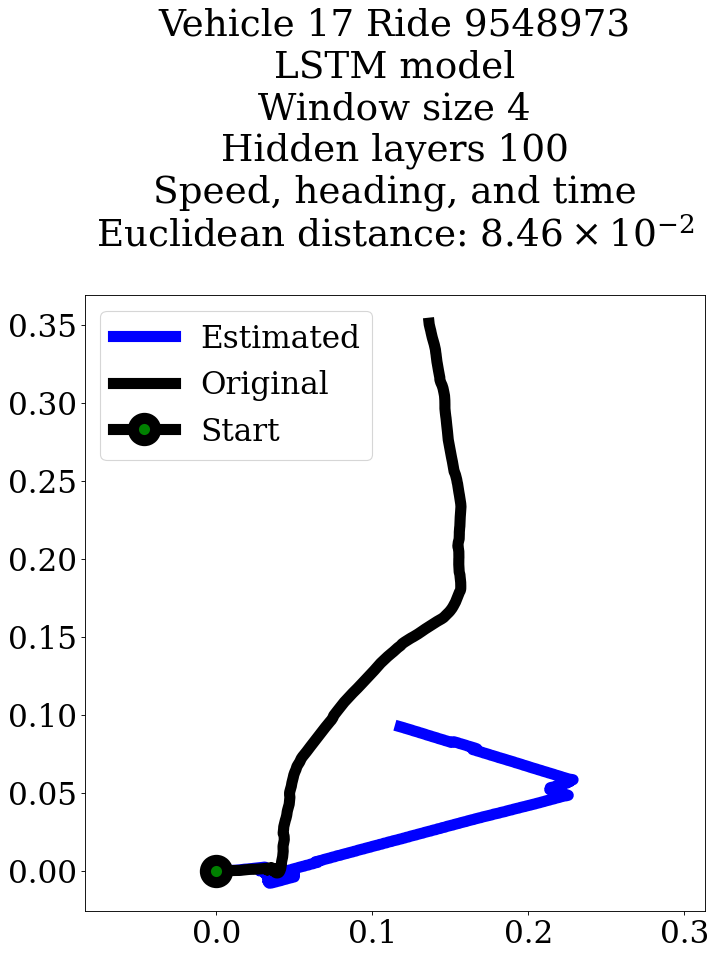 Vehicle 17 Ride 9548973
LSTM model
Window size 4
Hidden layers 100
Speed, heading, and time
Euclidean distance: 8.46 × 10⁻²
Estimated
Original
Start
0.35
0.30
0.25
0.20
0.15
0.10
0.05
0.00
0.0 0.1 0.2 0.3